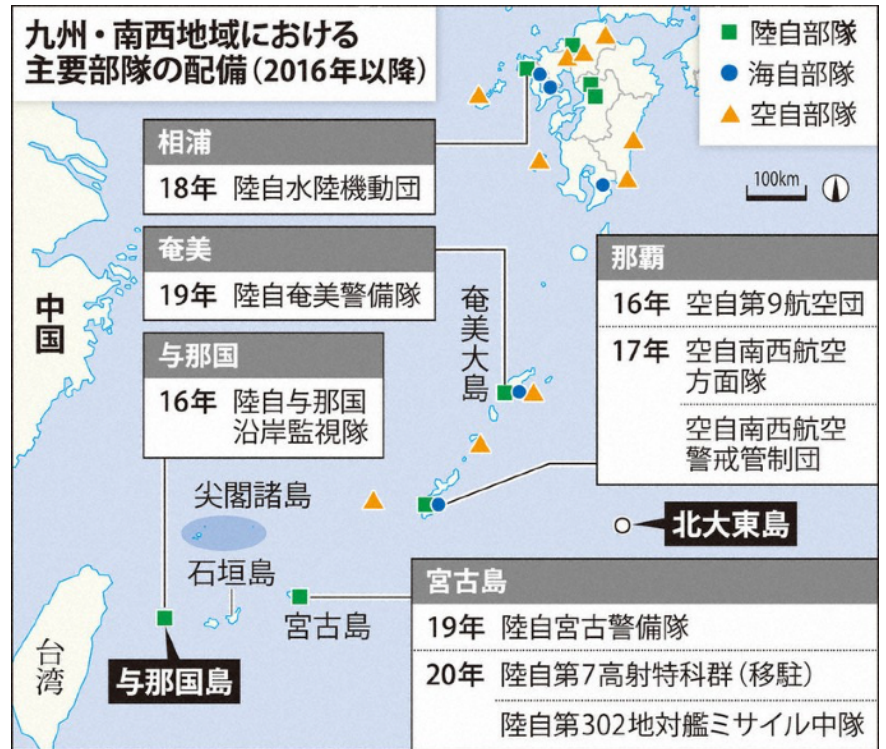 九州・南西地域における
主要部隊の配備(2016年以降)
陸自部隊
海自部隊
空自部隊
100km
相浦
18年 陸自水陸機動団
奄美
19年 陸自奄美警備隊
与那国
16年 陸自与那国
沿岸監視隊
那覇
16年 空自第9航空団
17年 空自南西航空
方面隊
空自南西航空
警戒管制団
中国
奄美大島
尖閣諸島
北大東島
石垣島
宮古島
宮古島
19年 陸自宮古警備隊
20年 陸自第7高射特科群(移駐)
陸自第302地対艦ミサイル中隊
与那国島
台湾